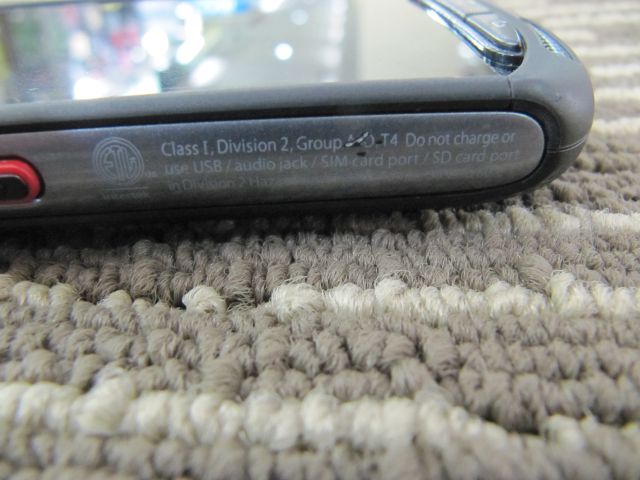 Class I, Division 2, Group -T4 Do not charge or
use USB / audio jack / SIM card port / SD card port
in Division 2 Haz